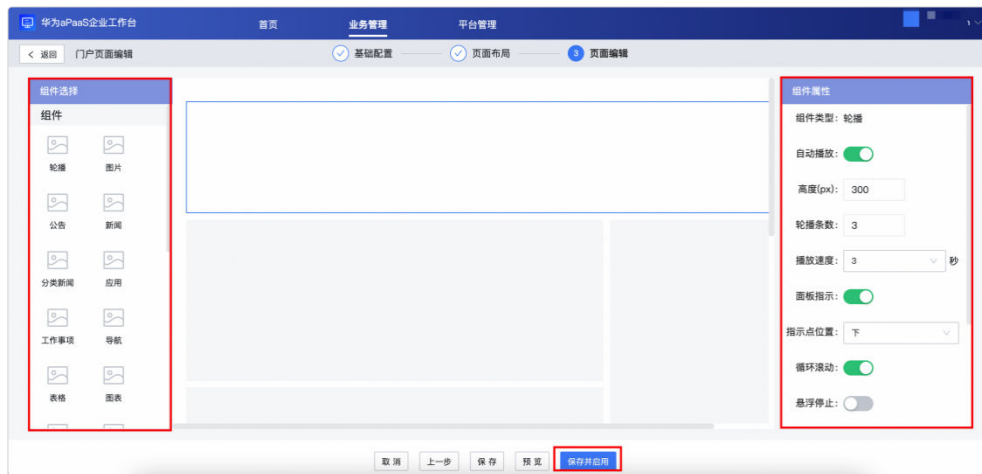 华为aPaaS企业工作台 首页 业务管理 平台管理
< 返回 门户页面编辑 基础配置 页面布局 3 页面编辑
组件选择
组件
轮播 图片
公告 新闻
分类新闻 应用
工作事项 导航
表格 图表
组件属性
组件类型: 轮播
自动播放:
高度(px): 300
轮播条数: 3
播放速度: 3 秒
面板指示:
指示点位置: 下
循环滚动:
悬浮停止:
取消 上一步 保存 预览 保存并启用